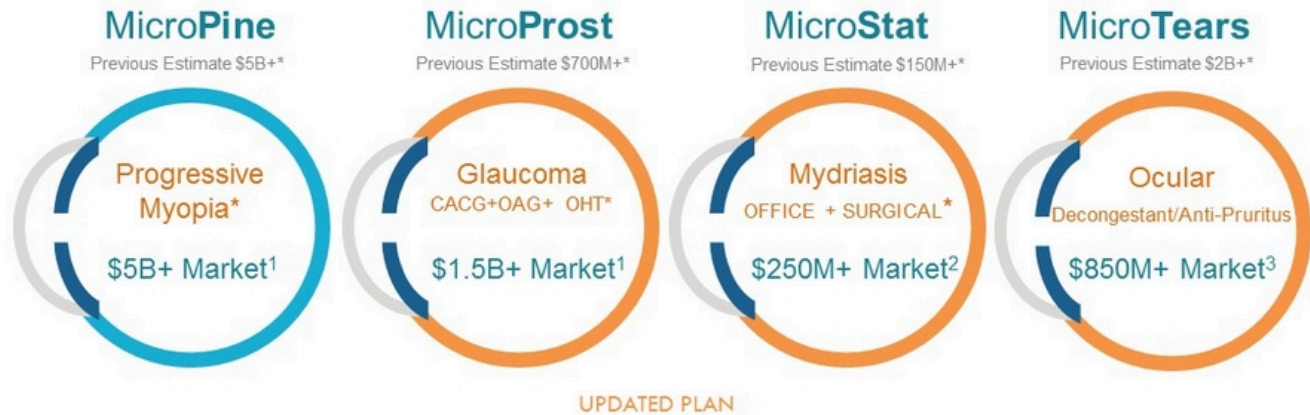 MicroPine
Previous Estimate $5B+*
Progressive
Myopia*
$5B+ Market¹
MicroProst
Previous Estimate $700M+*
Glaucoma
CACG+OAG+ OHT*
$1.5B+ Market¹
MicroStat
Previous Estimate $150M+*
Mydriasis
OFFICE + SURGICAL*
$250M+ Market²
MicroTears
Previous Estimate $2B+*
Ocular
Decongestant/Anti-Pruritus
$850M+ Market³
UPDATED PLAN